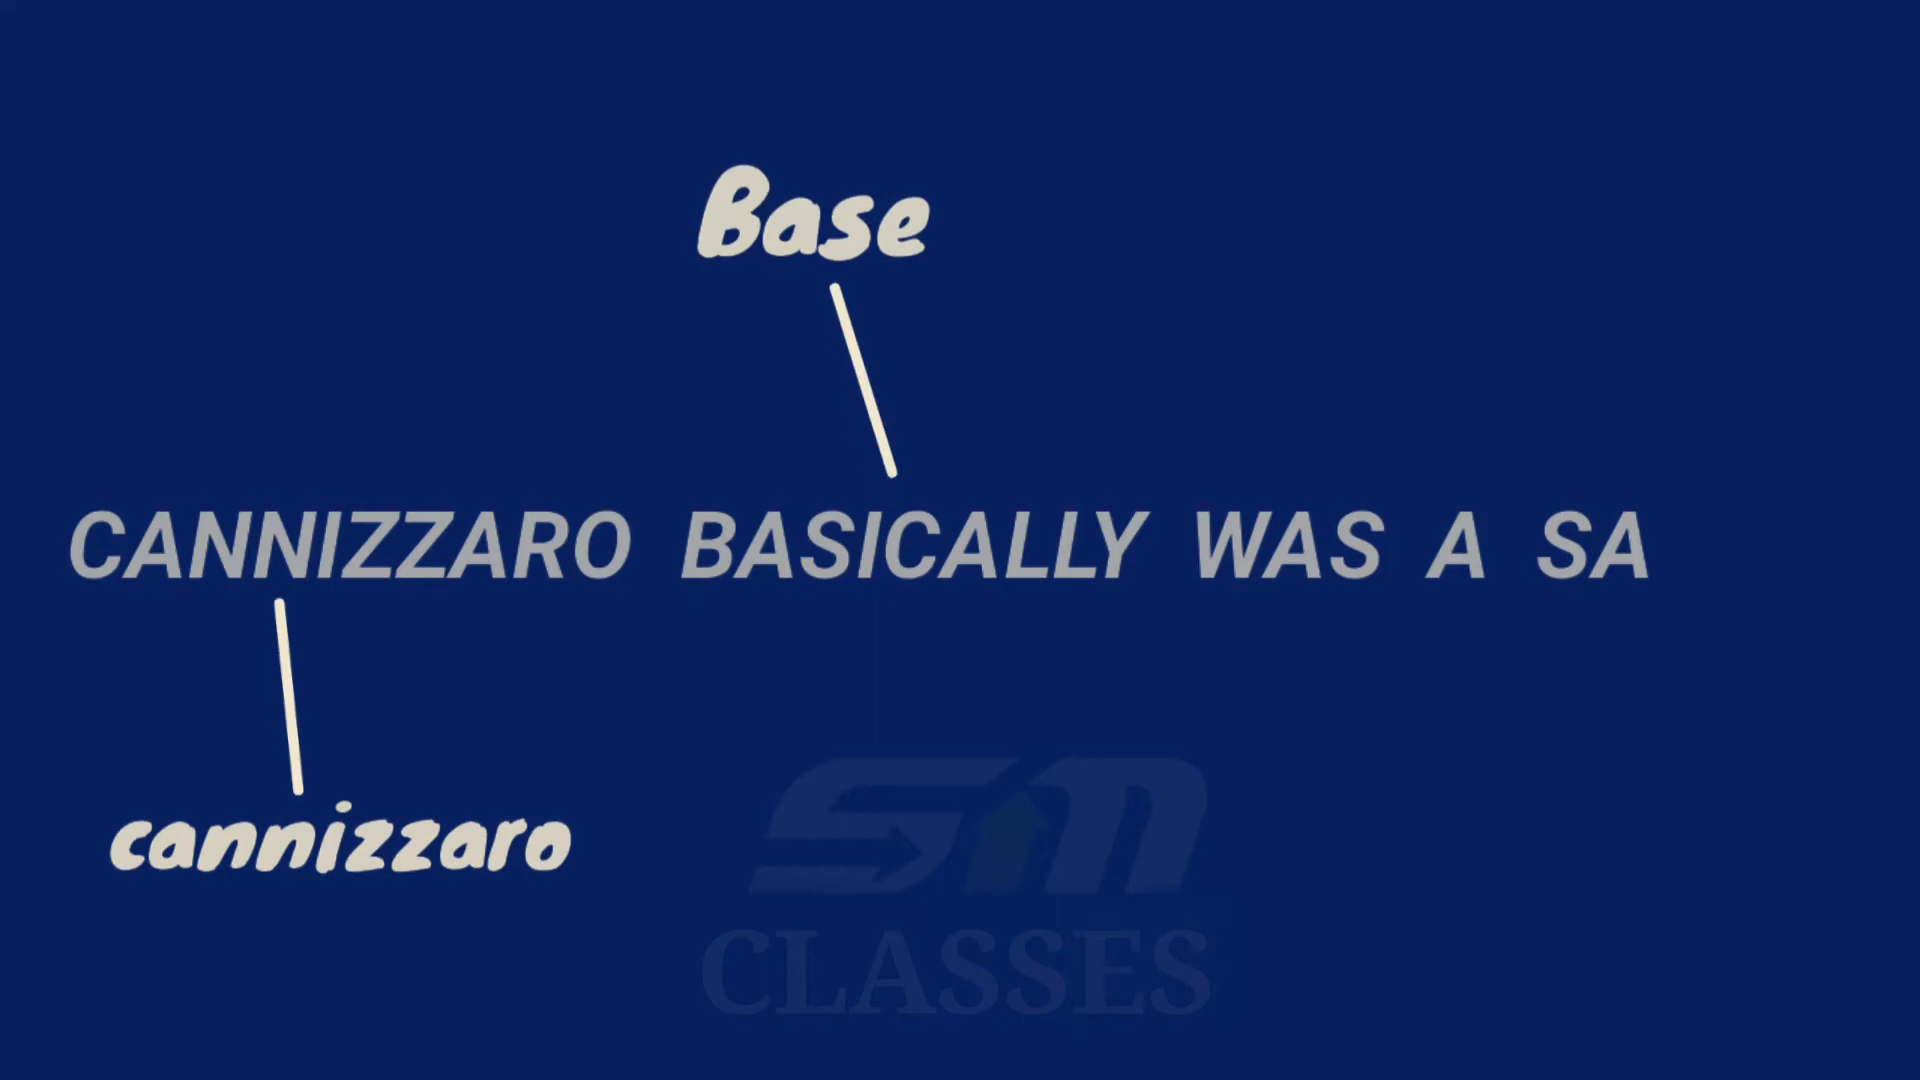 Base
CANNIZZARO BASICALLY WAS A SA
cannizzaro
SM
CLASSES